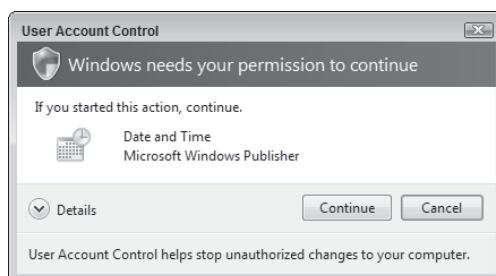 User Account Control
Windows needs your permission to continue
If you started this action, continue.
Date and Time
Microsoft Windows Publisher
Details
Continue
Cancel
User Account Control helps stop unauthorized changes to your computer.